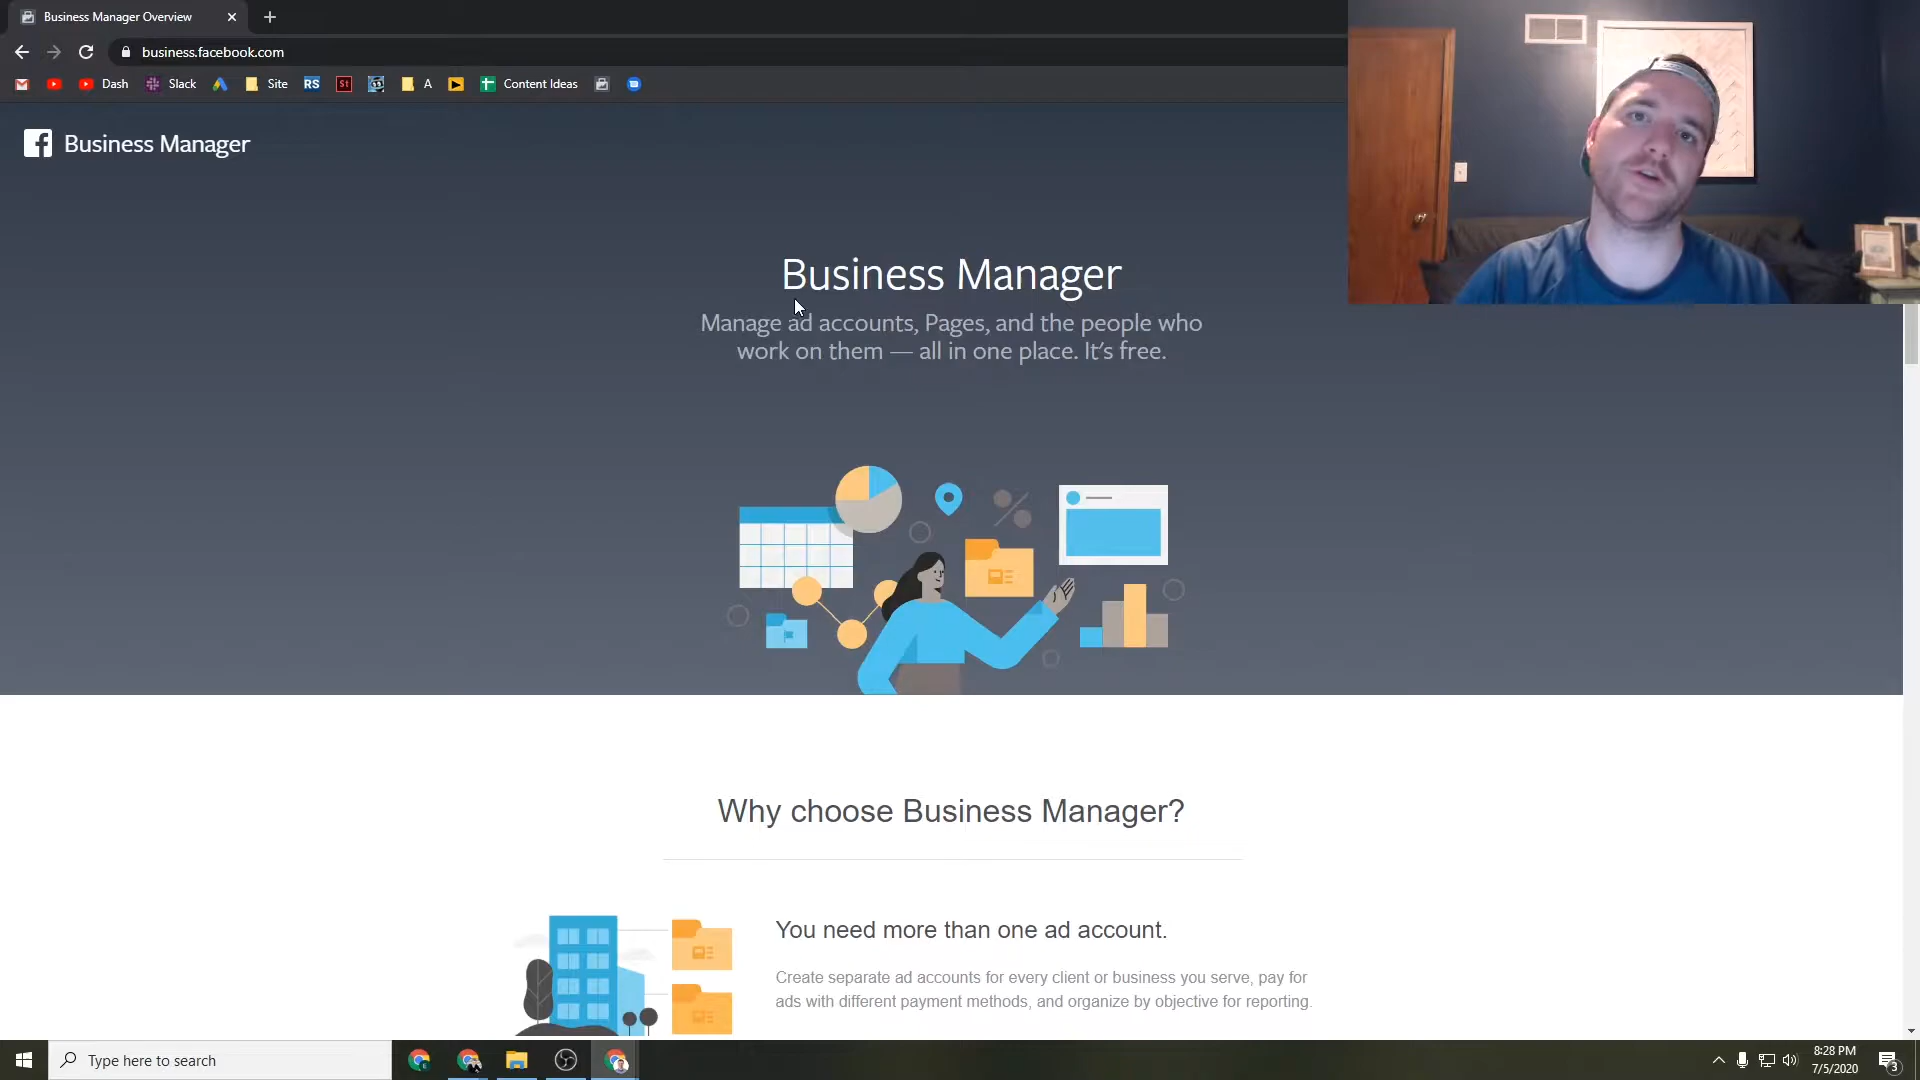 Business Manager Overview
business.facebook.com
Dash
Slack
Site
RS
St
A
Content Ideas
Business Manager
Business Manager
Manage ad accounts, Pages, and the people who
work on them — all in one place. It's free.
Why choose Business Manager?
You need more than one ad account.
Create separate ad accounts for every client or business you serve, pay for
ads with different payment methods, and organize by objective for reporting.
Type here to search
8:28 PM
7/5/2020
3